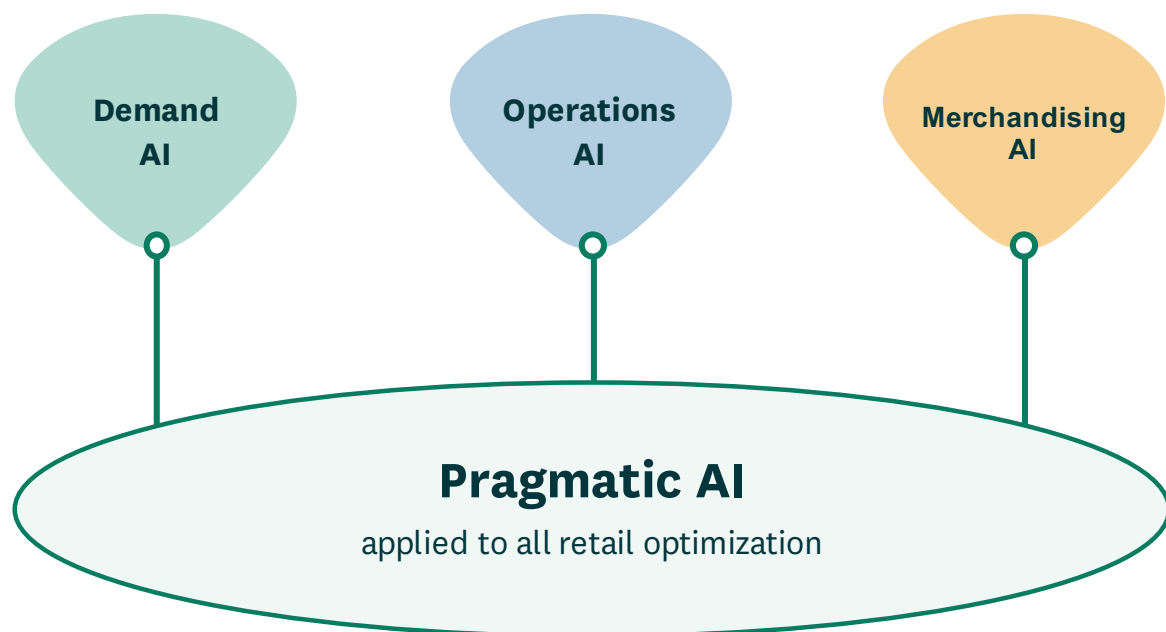 Demand
AI
Operations
AI
Merchandising
AI
Pragmatic AI
applied to all retail optimization